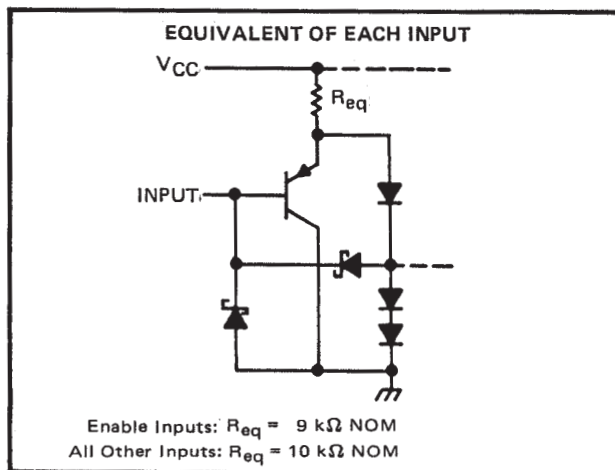 EQUIVALENT OF EACH INPUT
VCC
Req
INPUT
Enable Inputs: Req = 9 kΩ NOM
All Other Inputs: Req = 10 kΩ NOM